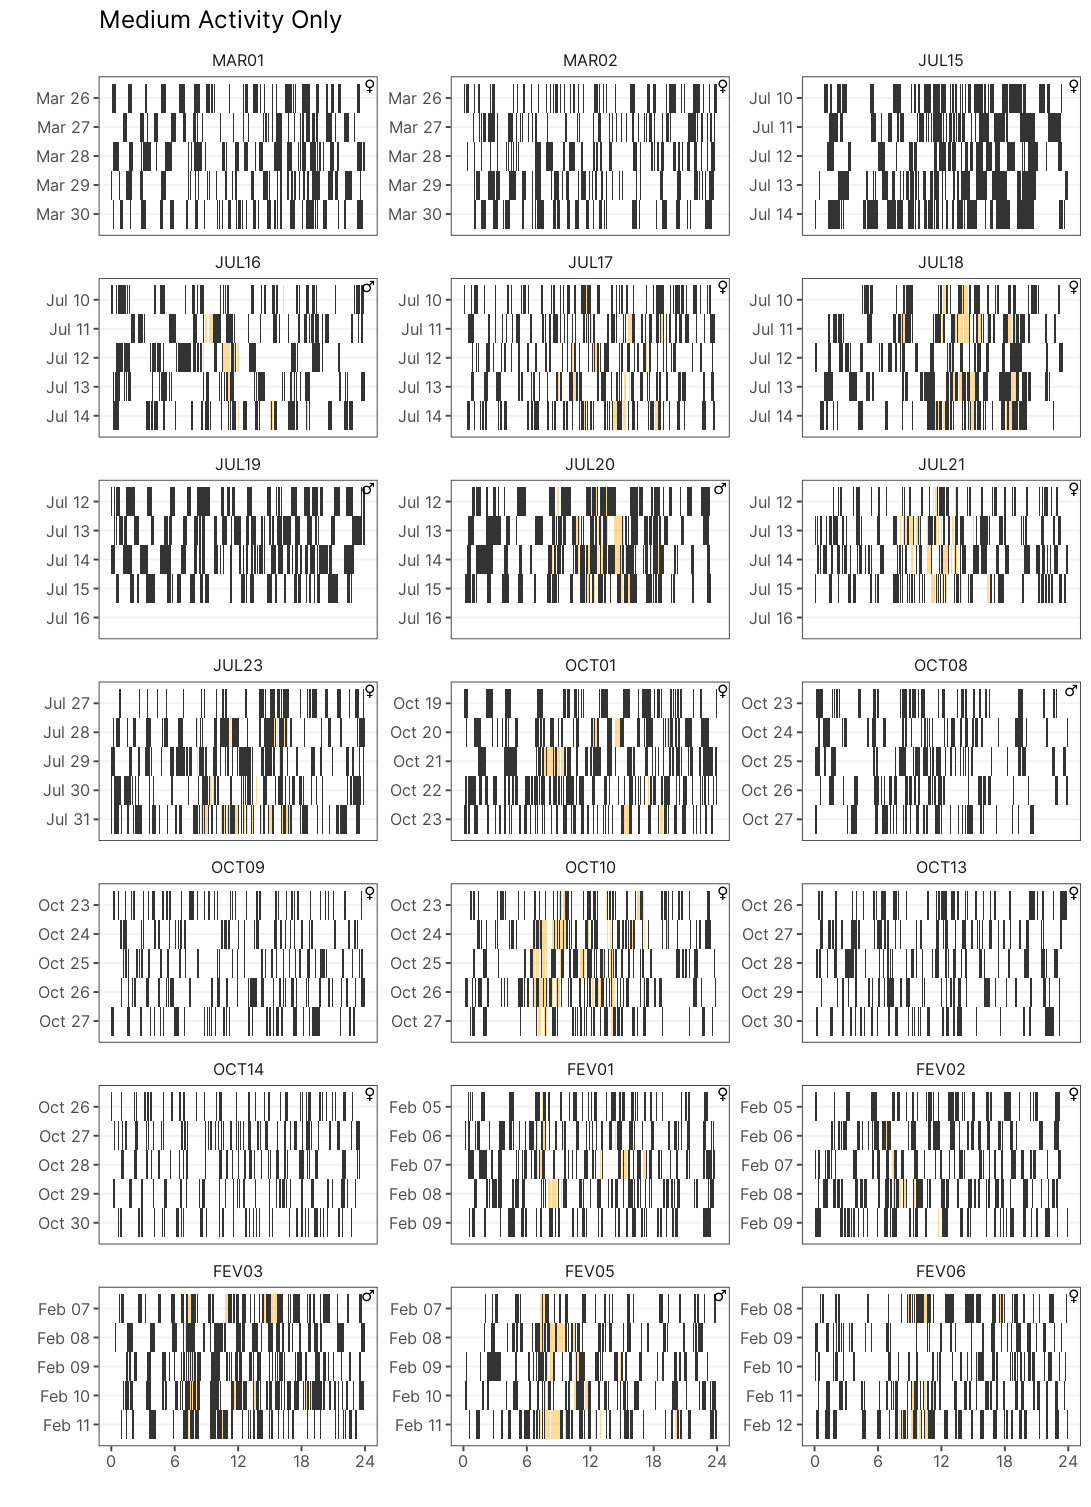 Medium Activity Only
MAR01 MAR02 JUL15
♀ ♀ ♀
Mar 26 Mar 26 Jul 10
Mar 27 Mar 27 Jul 11
Mar 28 Mar 28 Jul 12
Mar 29 Mar 29 Jul 13
Mar 30 Mar 30 Jul 14
JUL16 JUL17 JUL18
♂ ♀ ♀
Jul 10 Jul 10 Jul 10
Jul 11 Jul 11 Jul 11
Jul 12 Jul 12 Jul 12
Jul 13 Jul 13 Jul 13
Jul 14 Jul 14 Jul 14
JUL19 JUL20 JUL21
♂ ♂ ♀
Jul 12 Jul 12 Jul 12
Jul 13 Jul 13 Jul 13
Jul 14 Jul 14 Jul 14
Jul 15 Jul 15 Jul 15
Jul 16 Jul 16 Jul 16
JUL23 OCT01 OCT08
♀ ♀ ♂
Jul 27 Oct 19 Oct 23
Jul 28 Oct 20 Oct 24
Jul 29 Oct 21 Oct 25
Jul 30 Oct 22 Oct 26
Jul 31 Oct 23 Oct 27
OCT09 OCT10 OCT13
♀ ♀ ♀
Oct 23 Oct 23 Oct 26
Oct 24 Oct 24 Oct 27
Oct 25 Oct 25 Oct 28
Oct 26 Oct 26 Oct 29
Oct 27 Oct 27 Oct 30
OCT14 FEV01 FEV02
♀ ♀ ♀
Oct 26 Feb 05 Feb 05
Oct 27 Feb 06 Feb 06
Oct 28 Feb 07 Feb 07
Oct 29 Feb 08 Feb 08
Oct 30 Feb 09 Feb 09
FEV03 FEV05 FEV06
♂ ♂ ♀
Feb 07 Feb 07 Feb 08
Feb 08 Feb 08 Feb 09
Feb 09 Feb 09 Feb 10
Feb 10 Feb 10 Feb 11
Feb 11 Feb 11 Feb 12
0 6 12 18 24 0 6 12 18 24 0 6 12 18 24